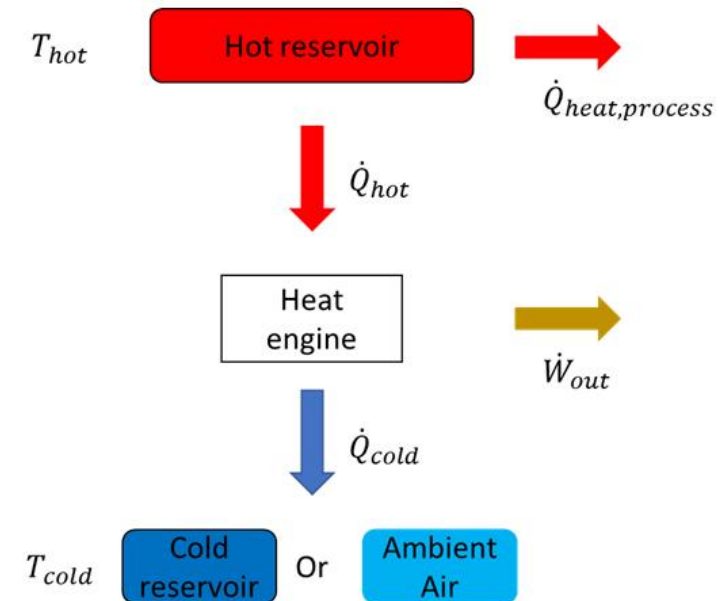 T_hot
Hot reservoir
Q̇_heat,process
Q̇_hot
Heat
engine
Ẇ_out
Q̇_cold
T_cold
Cold
reservoir
Or
Ambient
Air